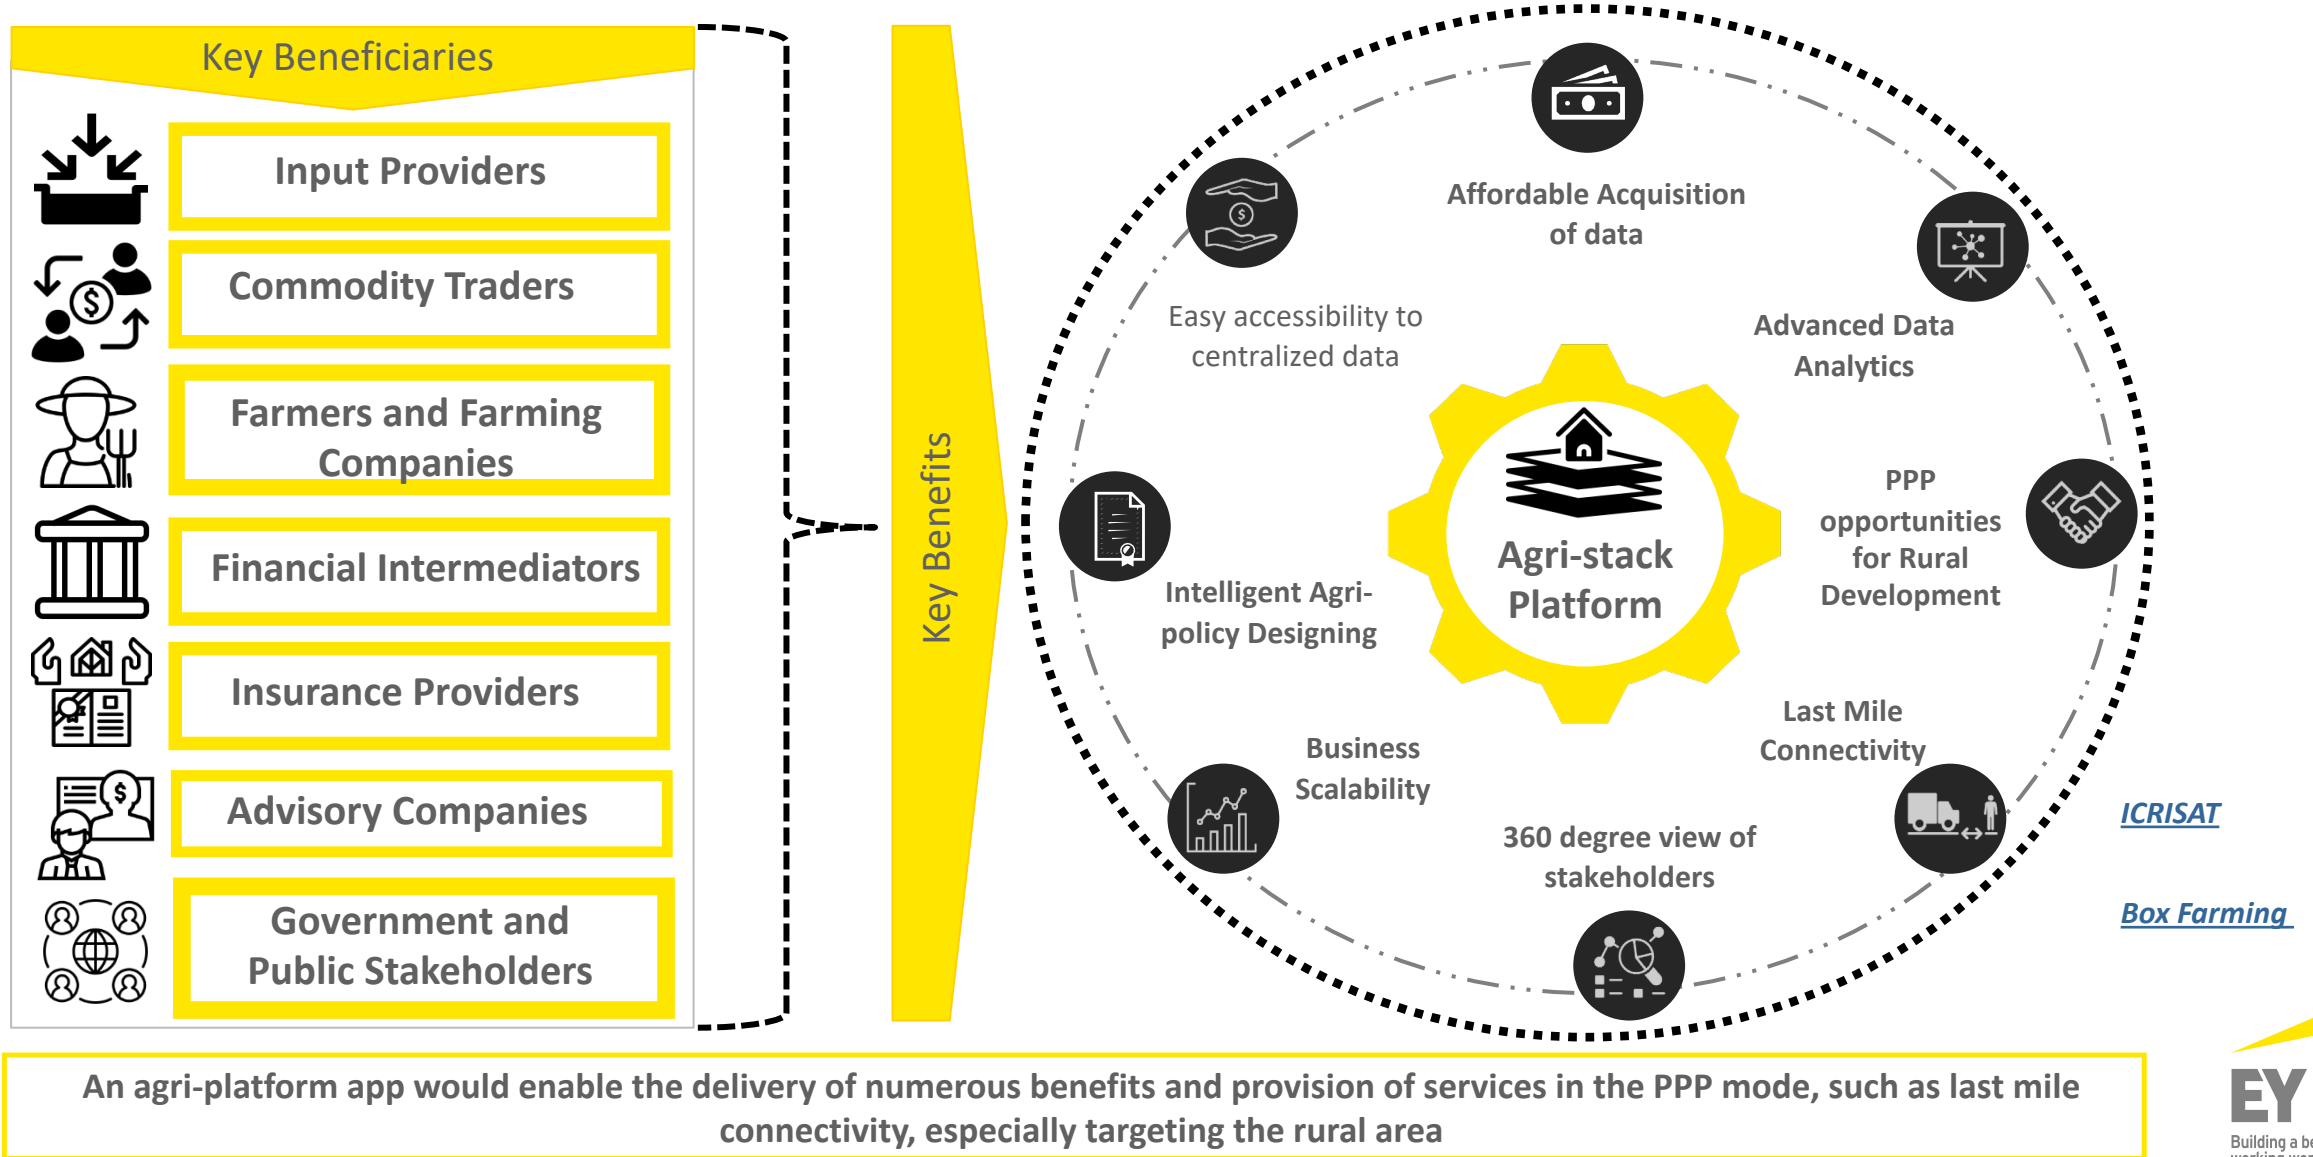 Key Beneficiaries
Input Providers
Commodity Traders
Farmers and Farming
Companies
Financial Intermediators
Insurance Providers
Advisory Companies
Government and
Public Stakeholders
Key Benefits
Affordable Acquisition
of data
Easy accessibility to
centralized data
Advanced Data
Analytics
PPP
opportunities
for Rural
Development
Agri-stack
Platform
Intelligent Agri-
policy Designing
Last Mile
Connectivity
Business
Scalability
360 degree view of
stakeholders
ICRISAT
Box Farming
An agri-platform app would enable the delivery of numerous benefits and provision of services in the PPP mode, such as last mile
connectivity, especially targeting the rural area
EY
Building a be